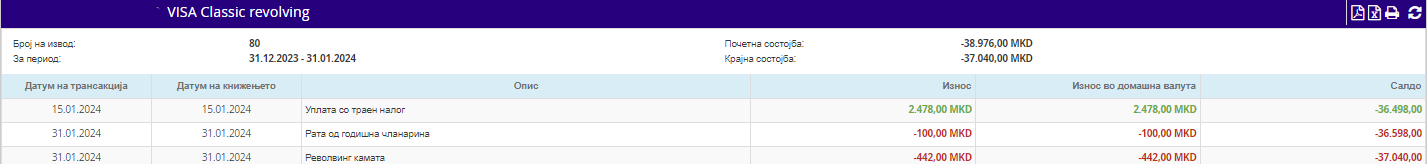 VISA Classic revolving
Број на извод: 80 Почетна состојба: -38.976,00 MKD
За период: 31.12.2023 - 31.01.2024 Крајна состојба: -37.040,00 MKD
Датум на трансакција Датум на книжењето Опис Износ Износ во домашна валута Салдо
15.01.2024 15.01.2024 Уплата со траен налог 2.478,00 MKD 2.478,00 MKD -36.498,00
31.01.2024 31.01.2024 Рата од годишна чланарина -100,00 MKD -100,00 MKD -36.598,00
31.01.2024 31.01.2024 Револвинг камата -442,00 MKD -442,00 MKD -37.040,00